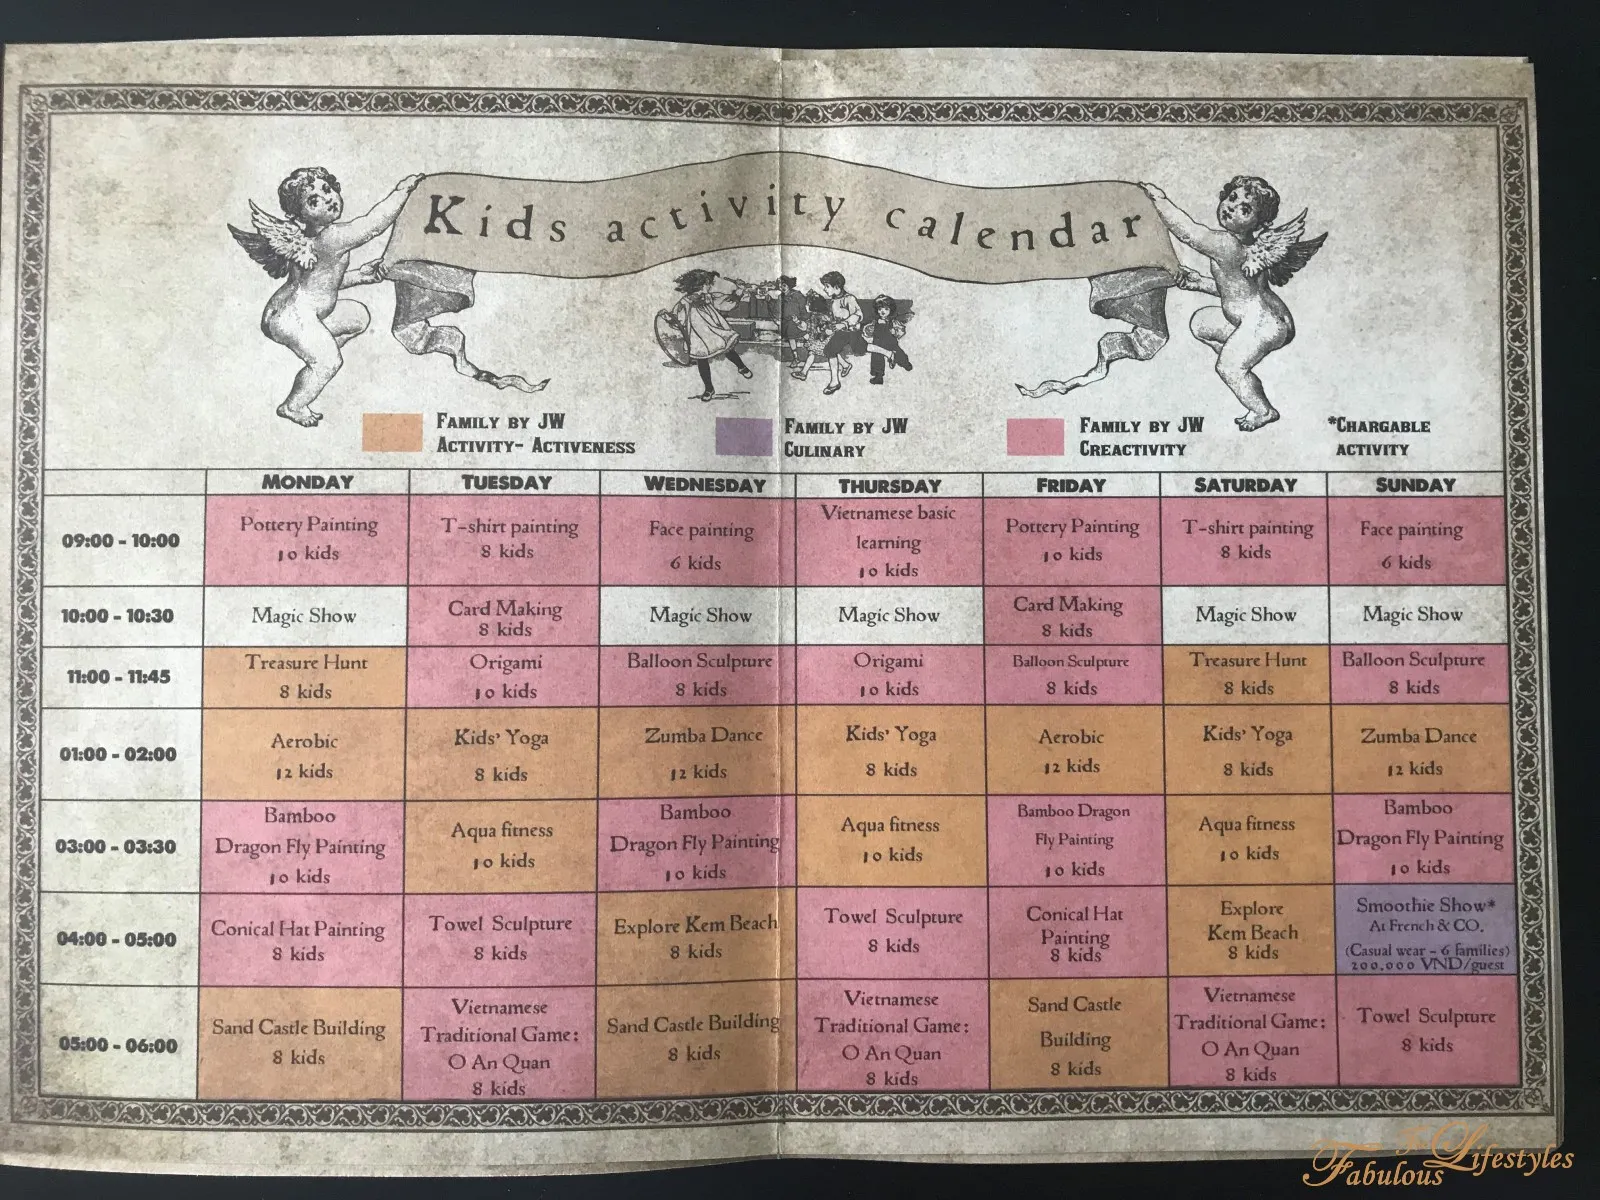 Kids activity calendar
Family by JW
Activity- Activeness
Family by JW
Culinary
Family by JW
Creactivity
*Chargable
activity
Monday Tuesday Wednesday Thursday Friday Saturday Sunday
09:00 - 10:00
Pottery Painting
10 kids
T-shirt painting
8 kids
Face painting
6 kids
Vietnamese basic
learning
10 kids
Pottery Painting
10 kids
T-shirt painting
8 kids
Face painting
6 kids
10:00 - 10:30
Magic Show
Card Making
8 kids
Magic Show
Magic Show
Card Making
8 kids
Magic Show
Magic Show
11:00 - 11:45
Treasure Hunt
8 kids
Origami
10 kids
Balloon Sculpture
8 kids
Origami
10 kids
Balloon Sculpture
8 kids
Treasure Hunt
8 kids
Balloon Sculpture
8 kids
01:00 - 02:00
Aerobic
12 kids
Kids' Yoga
8 kids
Zumba Dance
12 kids
Kids' Yoga
8 kids
Aerobic
12 kids
Kids' Yoga
8 kids
Zumba Dance
12 kids
03:00 - 03:30
Bamboo
Dragon Fly Painting
10 kids
Aqua fitness
10 kids
Bamboo
Dragon Fly Painting
10 kids
Aqua fitness
10 kids
Bamboo Dragon
Fly Painting
10 kids
Aqua fitness
10 kids
Bamboo
Dragon Fly Painting
10 kids
04:00 - 05:00
Conical Hat Painting
8 kids
Towel Sculpture
8 kids
Explore Kem Beach
8 kids
Towel Sculpture
8 kids
Conical Hat
Painting
8 kids
Explore
Kem Beach
8 kids
Smoothie Show*
At French & CO.
(Casual wear - 6 families)
200.000 VND/guest
05:00 - 06:00
Sand Castle Building
8 kids
Vietnamese
Traditional Game:
O An Quan
8 kids
Sand Castle Building
8 kids
Vietnamese
Traditional Game:
O An Quan
8 kids
Sand Castle
Building
8 kids
Vietnamese
Traditional Game:
O An Quan
8 kids
Towel Sculpture
8 kids
Fabulous Lifestyles